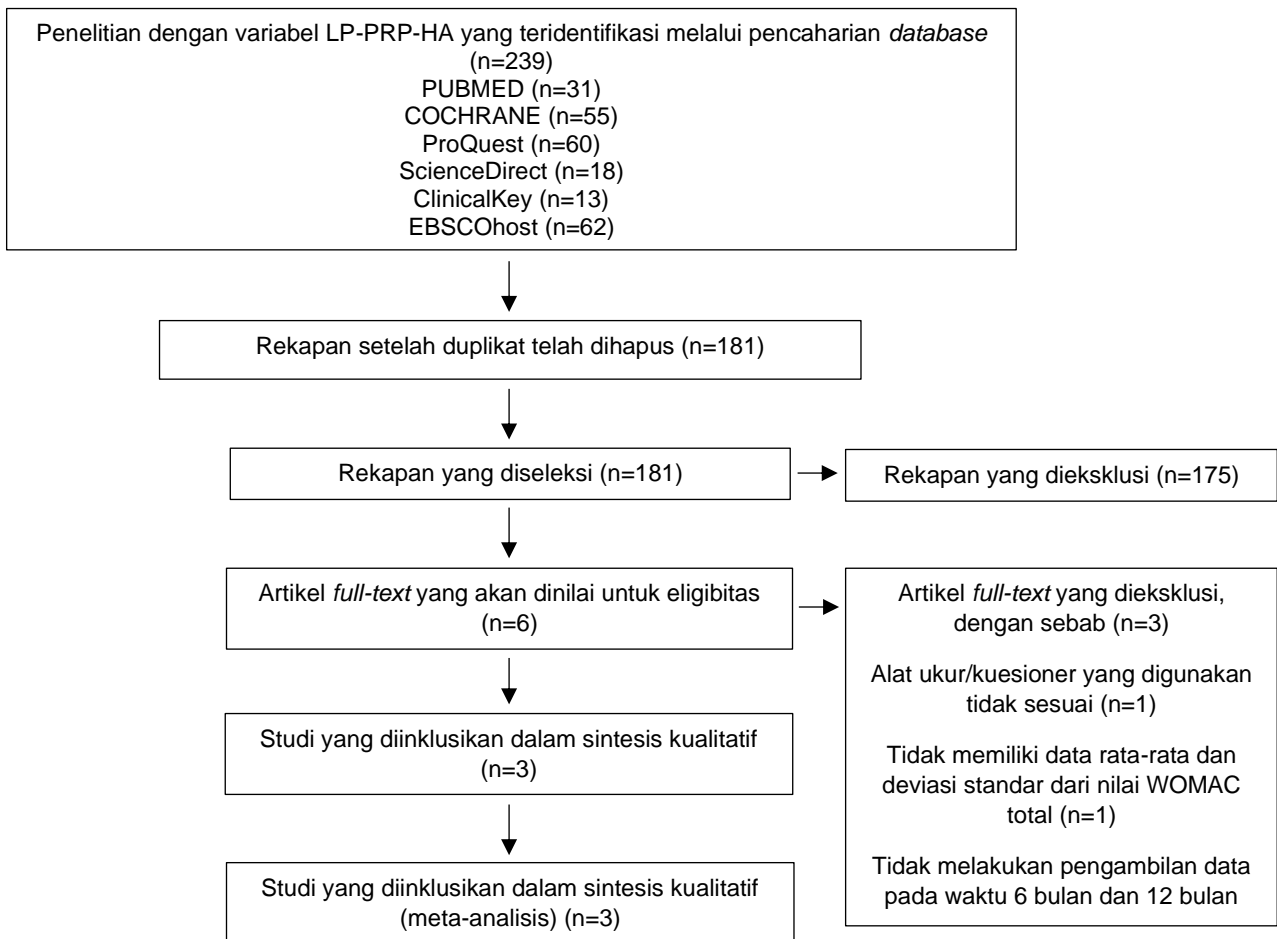 Penelitian dengan variabel LP-PRP-HA yang teridentifikasi melalui pencaharian database
(n=239)
PUBMED (n=31)
COCHRANE (n=55)
ProQuest (n=60)
ScienceDirect (n=18)
ClinicalKey (n=13)
EBSCOhost (n=62)
Rekapan setelah duplikat telah dihapus (n=181)
Rekapan yang diseleksi (n=181)
Rekapan yang dieksklusi (n=175)
Artikel full-text yang akan dinilai untuk eligibitas
(n=6)
Artikel full-text yang dieksklusi,
dengan sebab (n=3)
Alat ukur/kuesioner yang digunakan
tidak sesuai (n=1)
Tidak memiliki data rata-rata dan
deviasi standar dari nilai WOMAC
total (n=1)
Tidak melakukan pengambilan data
pada waktu 6 bulan dan 12 bulan
Studi yang diinklusikan dalam sintesis kualitatif
(n=3)
Studi yang diinklusikan dalam sintesis kualitatif
(meta-analisis) (n=3)